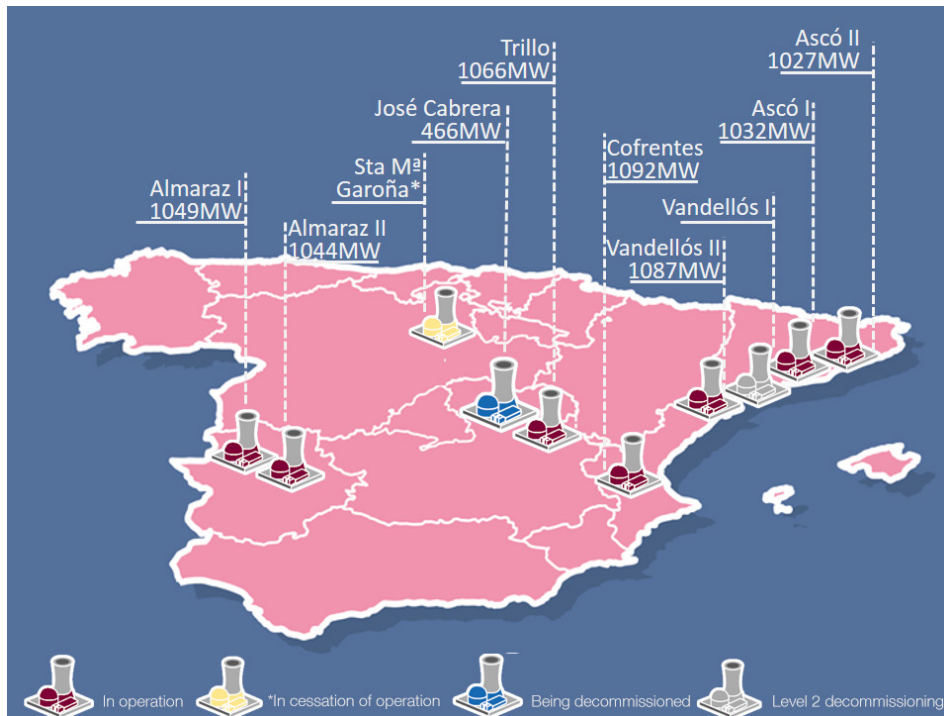 Ascó II
1027MW
Trillo
1066MW
José Cabrera
466MW
Ascó I
1032MW
Sta Mª
Garoña*
Cofrentes
1092MW
Almaraz I
1049MW
Vandellós I
Almaraz II
1044MW
Vandellós II
1087MW
In operation
*In cessation of operation
Being decommissioned
Level 2 decommissioning